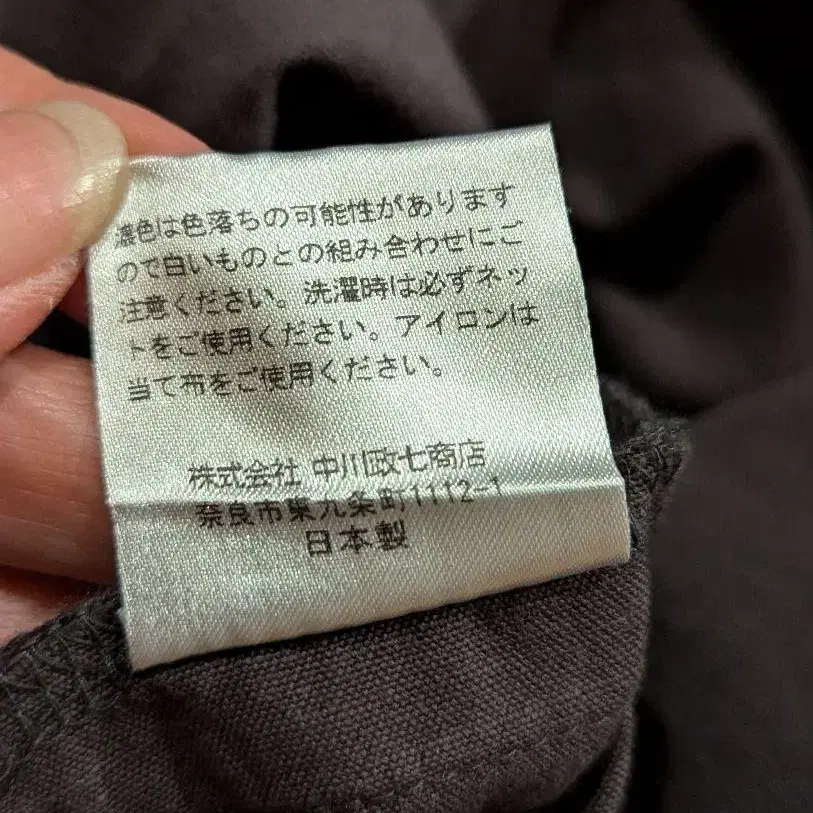 濃色は色落ちの可能性があります
ので白いものとの組み合わせにご
注意ください。洗濯時は必ずネッ
トをご使用ください。アイロンは
当て布をご使用ください。
株式会社 中川政七商店
奈良市東九条町1112-1
日本製